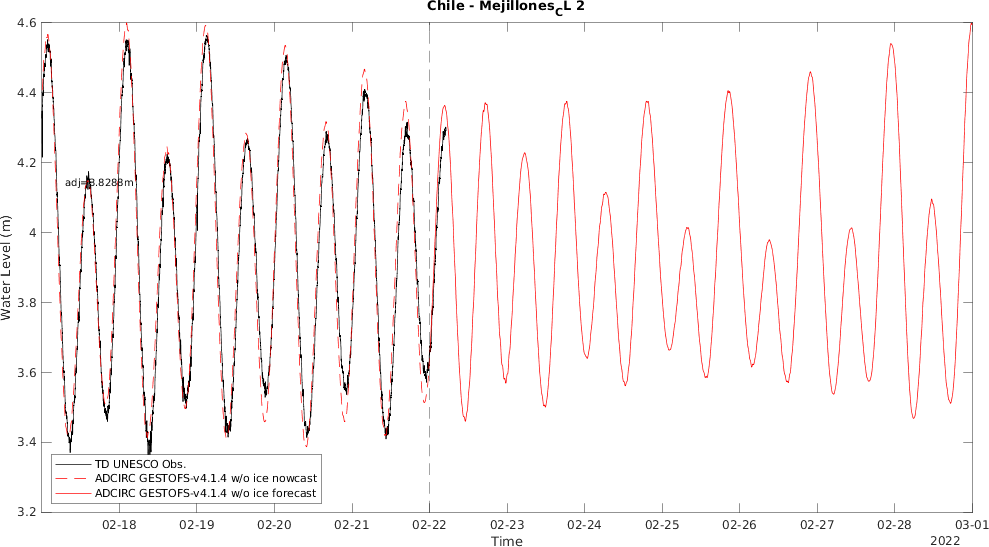 Chile - Mejillones_CL 2
4.6
4.4
4.2
4
3.8
3.6
3.4
3.2
Water Level (m)
adj=3.8288m
TD UNESCO Obs.
ADCIRC GESTOFS-v4.1.4 w/o ice nowcast
ADCIRC GESTOFS-v4.1.4 w/o ice forecast
02-18 02-19 02-20 02-21 02-22 02-23 02-24 02-25 02-26 02-27 02-28 03-01
Time
2022